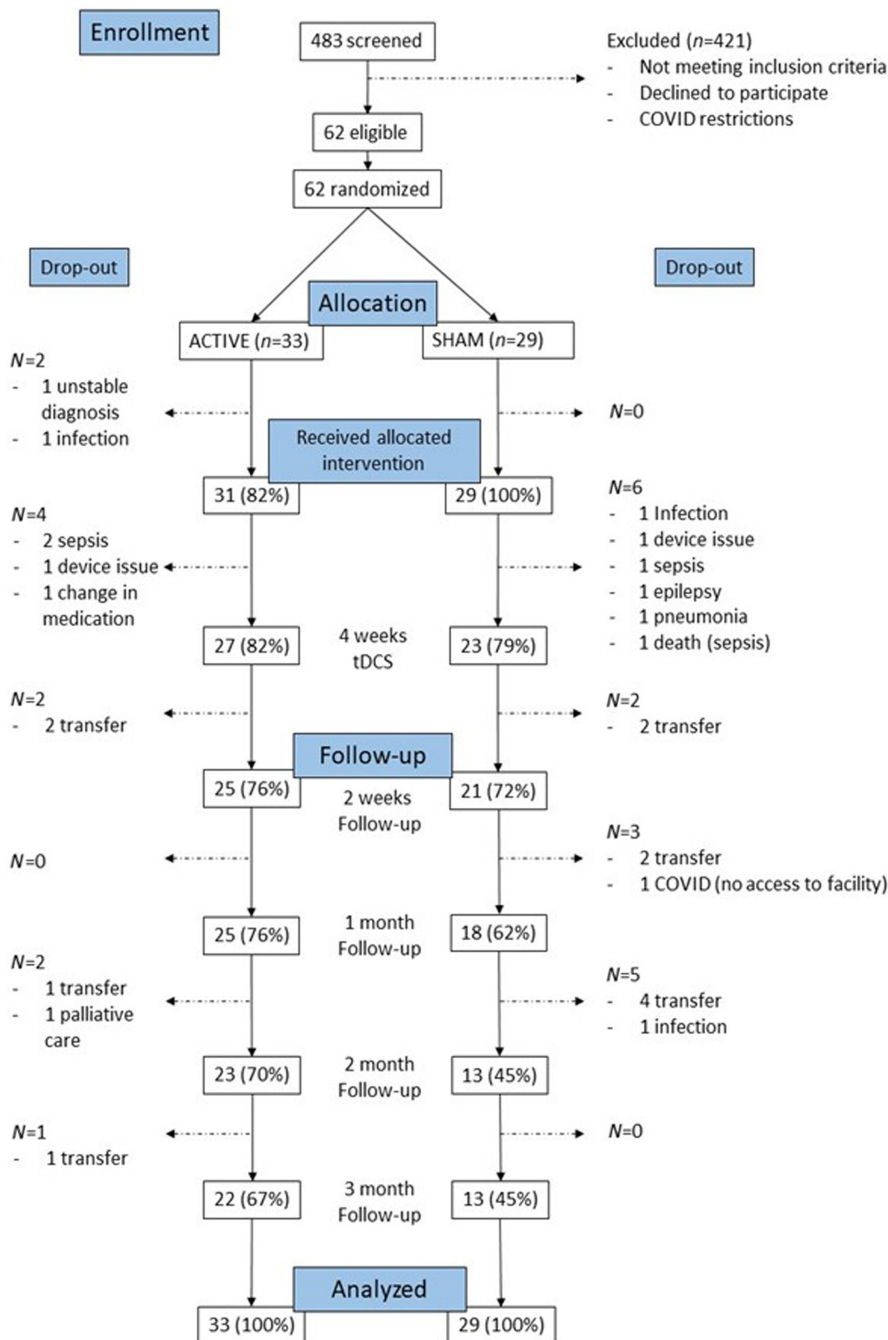 Enrollment
483 screened
Excluded (n=421)
- Not meeting inclusion criteria
- Declined to participate
- COVID restrictions
62 eligible
62 randomized
Drop-out
Drop-out
Allocation
ACTIVE (n=33)
SHAM (n=29)
N=2
- 1 unstable
diagnosis
- 1 infection
N=0
Received allocated
intervention
31 (82%)
29 (100%)
N=4
- 2 sepsis
- 1 device issue
- 1 change in
medication
N=6
- 1 Infection
- 1 device issue
- 1 sepsis
- 1 epilepsy
- 1 pneumonia
- 1 death (sepsis)
27 (82%)
4 weeks
tDCS
23 (79%)
N=2
- 2 transfer
N=2
- 2 transfer
Follow-up
25 (76%)
2 weeks
Follow-up
21 (72%)
N=0
N=3
- 2 transfer
- 1 COVID (no access to facility)
25 (76%)
1 month
Follow-up
18 (62%)
N=2
- 1 transfer
- 1 palliative
care
N=5
- 4 transfer
- 1 infection
23 (70%)
2 month
Follow-up
13 (45%)
N=1
- 1 transfer
N=0
22 (67%)
3 month
Follow-up
13 (45%)
Analyzed
33 (100%)
29 (100%)